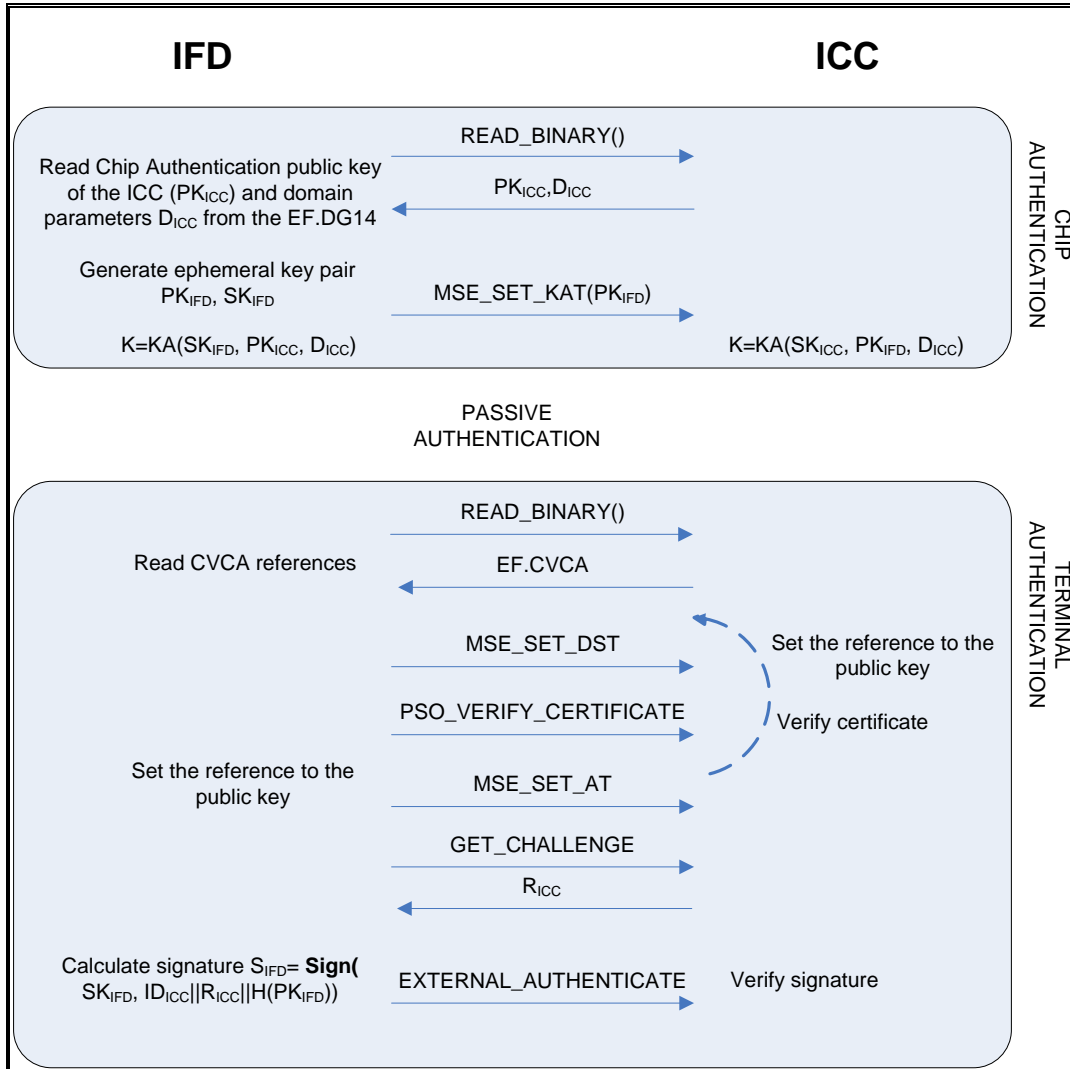 IFD
ICC
READ_BINARY()
Read Chip Authentication public key
of the ICC (PKICC) and domain
parameters DICC from the EF.DG14
PKICC,DICC
Generate ephemeral key pair
PKIFD, SKIFD
MSE_SET_KAT(PKIFD)
K=KA(SKIFD, PKICC, DICC)
K=KA(SKICC, PKIFD, DICC)
CHIP
AUTHENTICATION
PASSIVE
AUTHENTICATION
READ_BINARY()
Read CVCA references
EF.CVCA
MSE_SET_DST
Set the reference to the
public key
PSO_VERIFY_CERTIFICATE
Verify certificate
Set the reference to the
public key
MSE_SET_AT
GET_CHALLENGE
RICC
Calculate signature SIFD= Sign(
SKIFD, IDICC||RICC||H(PKIFD))
EXTERNAL_AUTHENTICATE
Verify signature
TERMINAL
AUTHENTICATION